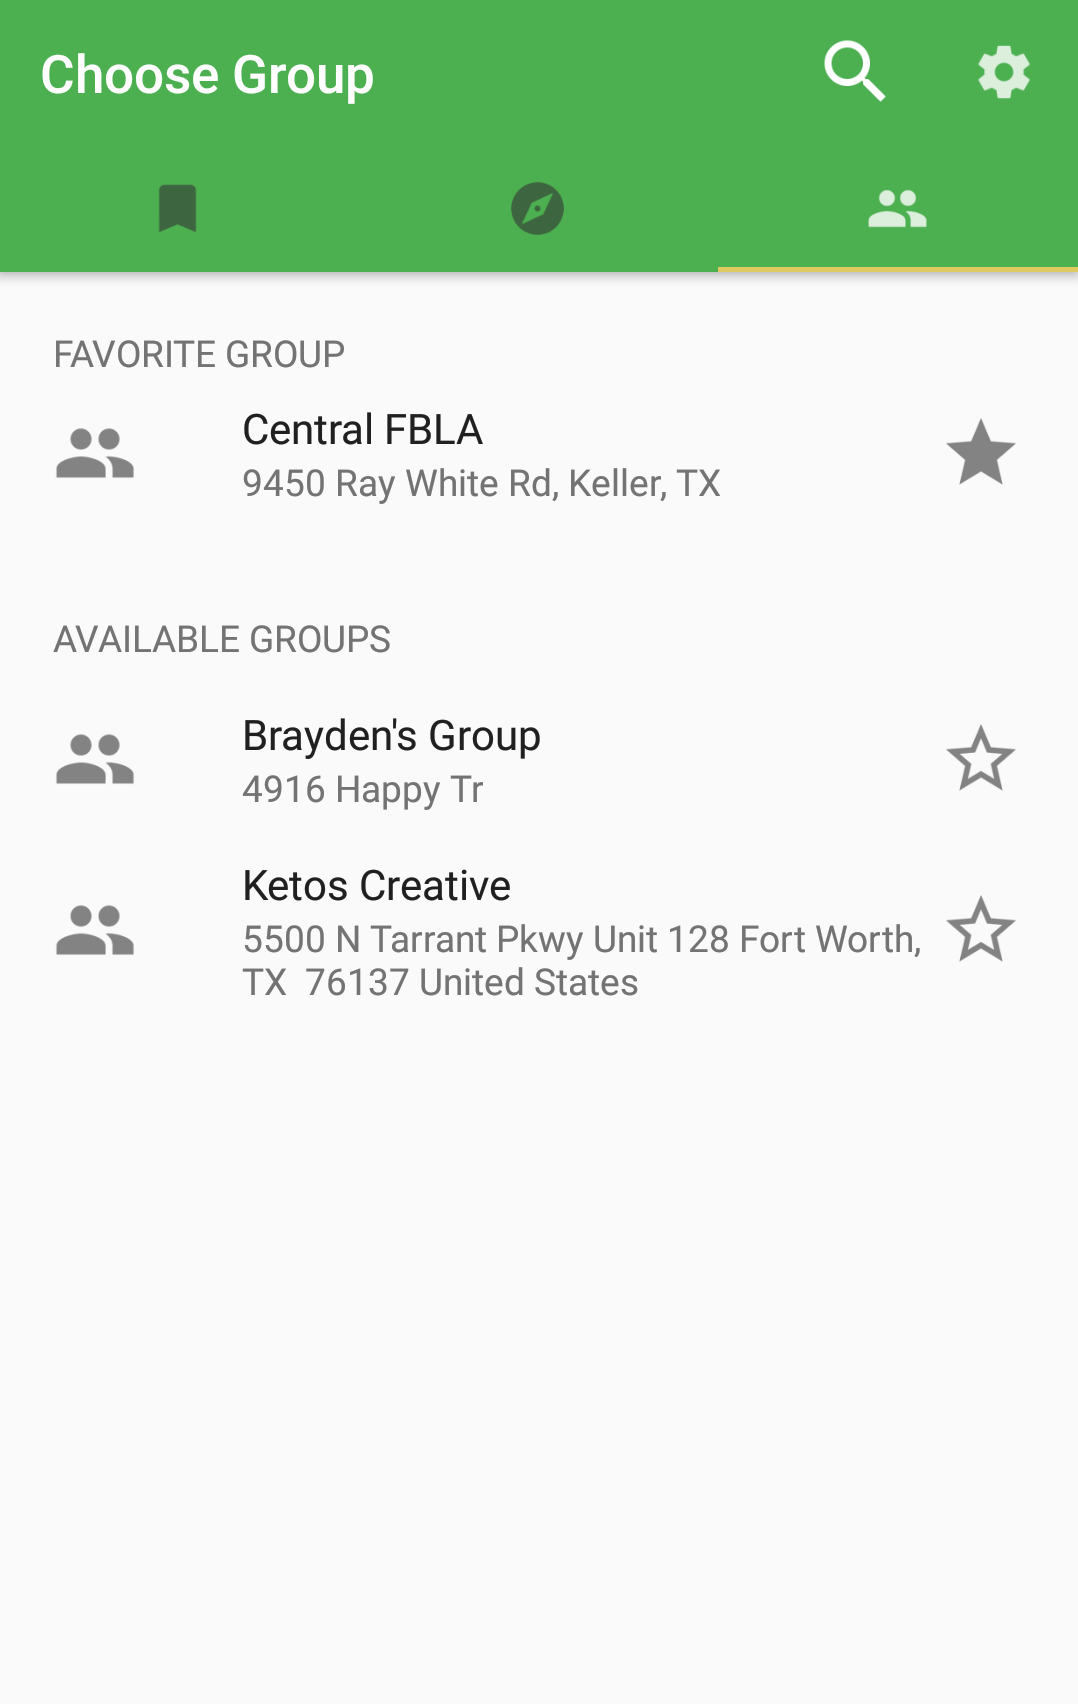 Choose Group
FAVORITE GROUP
Central FBLA
9450 Ray White Rd, Keller, TX
AVAILABLE GROUPS
Brayden's Group
4916 Happy Tr
Ketos Creative
5500 N Tarrant Pkwy Unit 128 Fort Worth,
TX  76137 United States